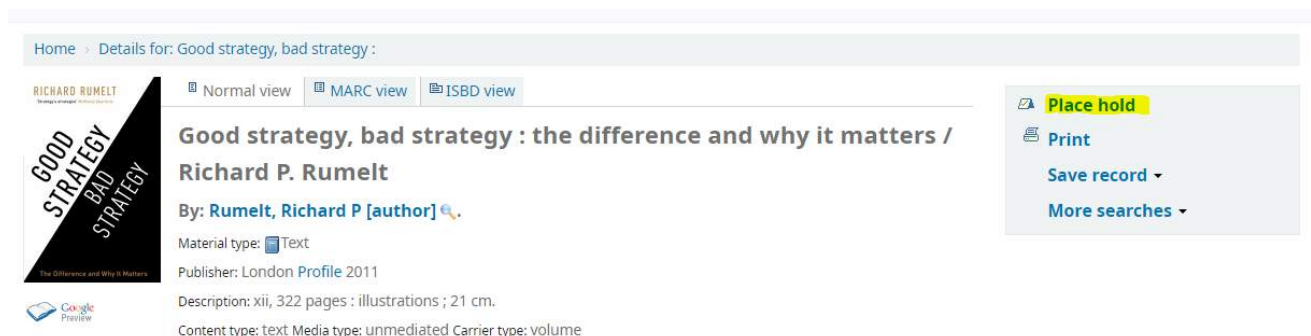 Home › Details for: Good strategy, bad strategy :
RICHARD RUMELT
GOOD
STRATEGY
BAD
STRATEGY
The Difference and Why It Matters
Google
Preview
Normal view MARC view ISBD view
Good strategy, bad strategy : the difference and why it matters /
Richard P. Rumelt
By: Rumelt, Richard P [author] .
Material type: Text
Publisher: London Profile 2011
Description: xii, 322 pages : illustrations ; 21 cm.
Content type: text Media type: unmediated Carrier type: volume
Place hold
Print
Save record
More searches